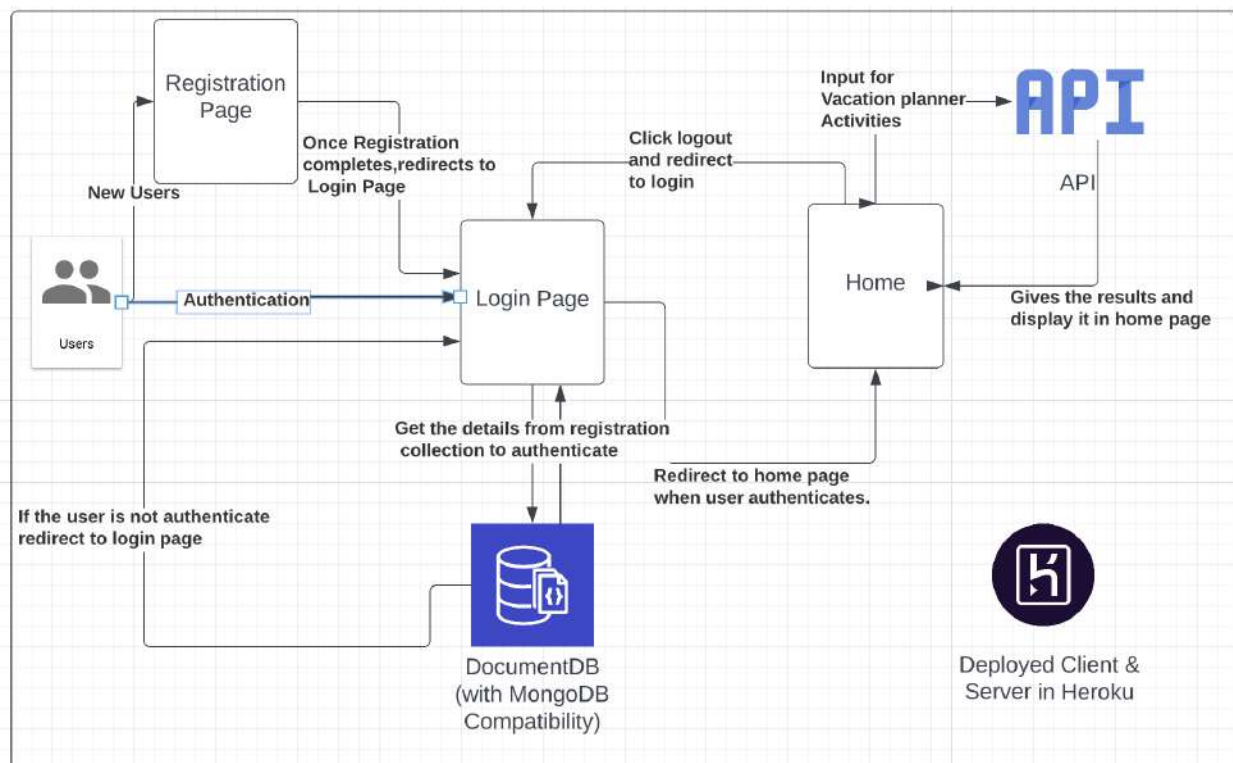 Registration
Page
New Users
Once Registration
completes,redirects to
Login Page
Users
Authentication
Login Page
Click logout
and redirect
to login
Input for
Vacation planner
Activities
API
API
Home
Gives the results and
display it in home page
Get the details from registration
collection to authenticate
Redirect to home page
when user authenticates.
If the user is not authenticate
redirect to login page
{}
DocumentDB
(with MongoDB
Compatibility)
Deployed Client &
Server in Heroku